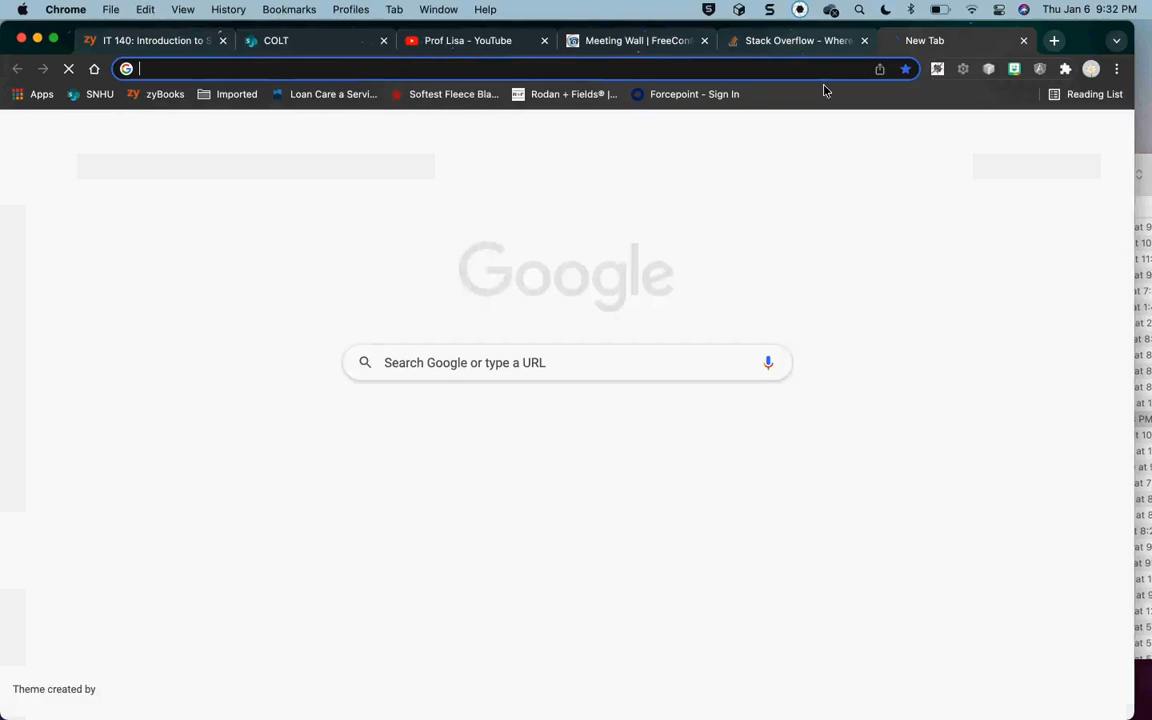 Chrome File Edit View History Bookmarks Profiles Tab Window Help Thu Jan 6 9:32 PM
IT 140: Introduction to S COLT Prof Lisa - YouTube Meeting Wall | FreeConf Stack Overflow - Where New Tab
Apps SNHU zyBooks Imported Loan Care a Servi... Softest Fleece Bla... Rodan + Fields® |... Forcepoint - Sign In Reading List
Google
Search Google or type a URL
Theme created by